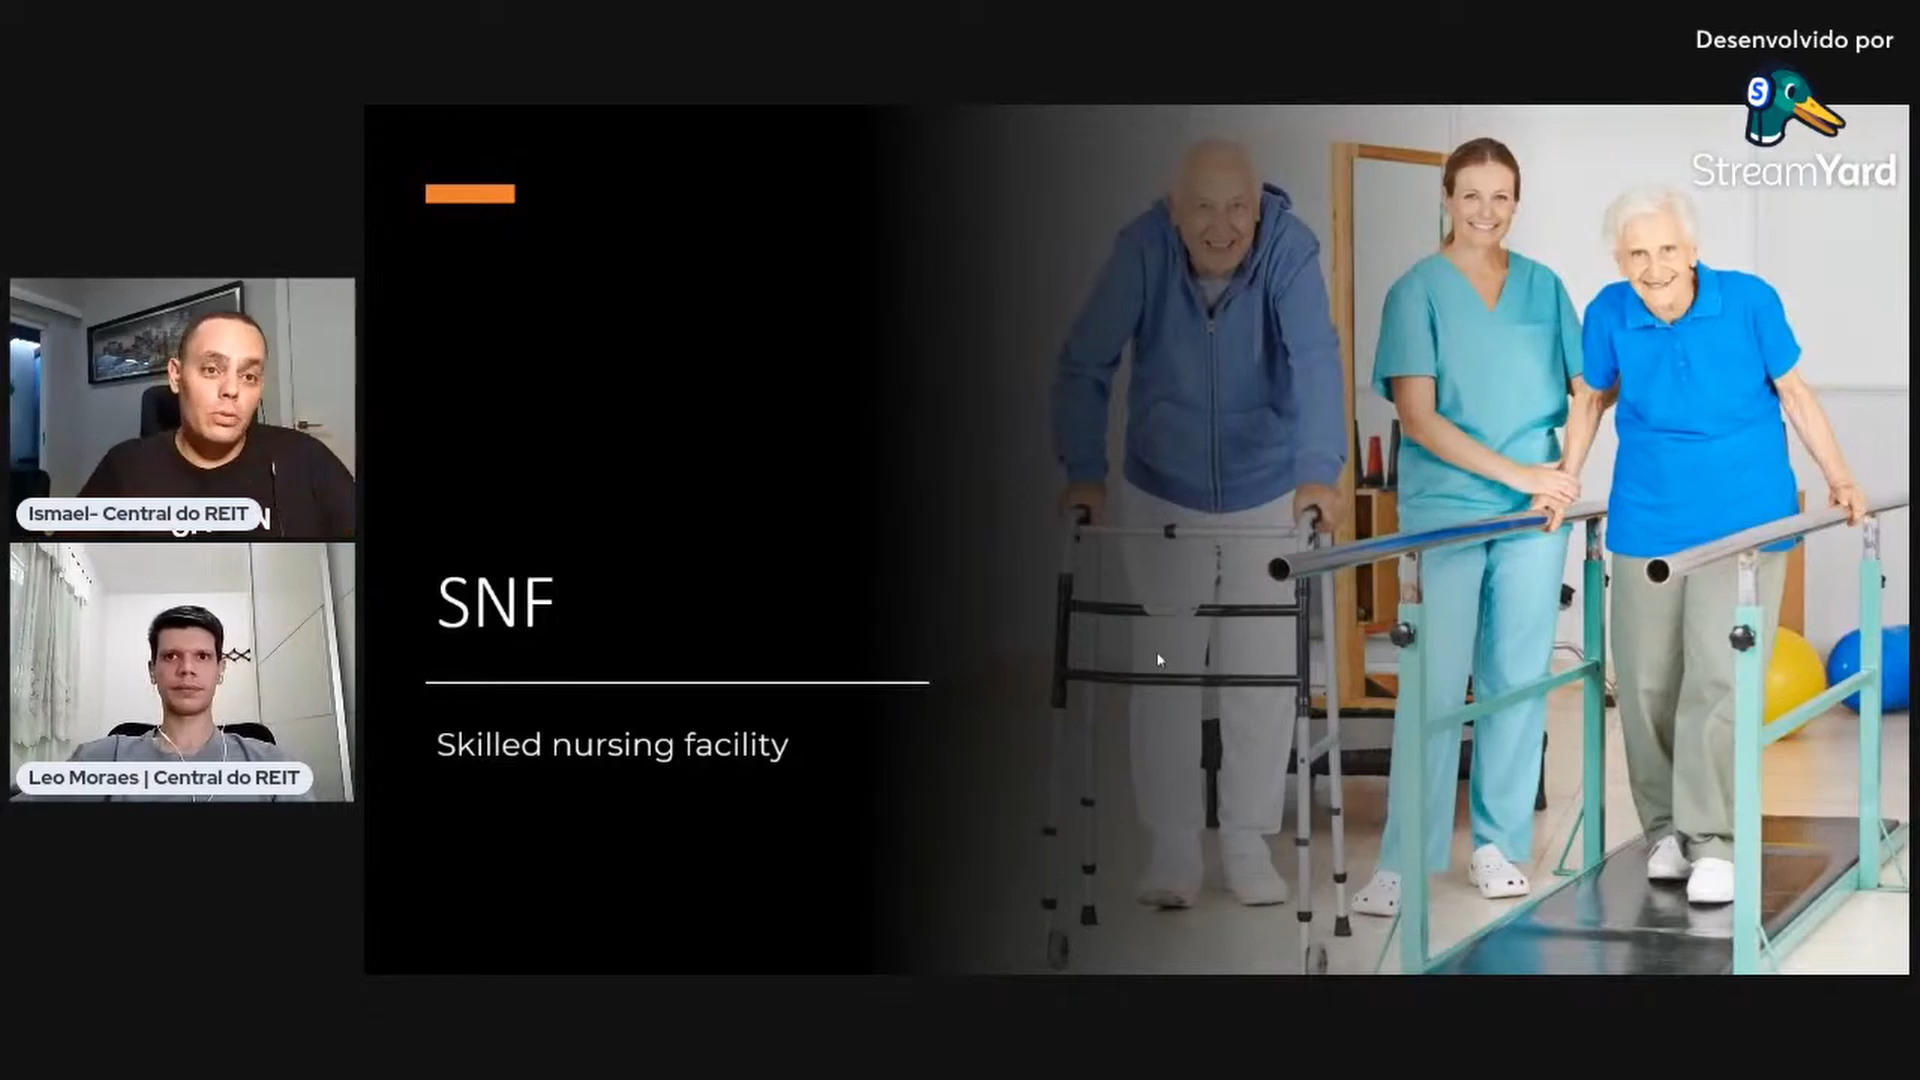 Desenvolvido por
S
StreamYard
SNF
Skilled nursing facility
Ismael- Central do REIT
Leo Moraes | Central do REIT